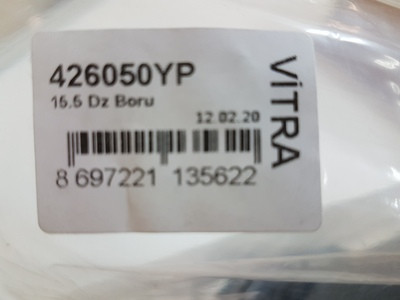 426050YP
15.5 Dz Boru
12.02.20
8 697221 135622
VİTRA